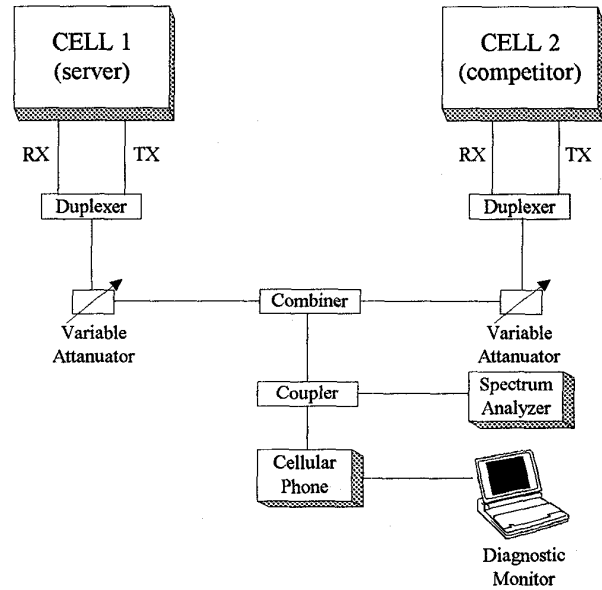 CELL 1
(server)
CELL 2
(competitor)
RX
TX
RX
TX
Duplexer
Duplexer
Combiner
Variable
Attanuator
Variable
Attanuator
Coupler
Spectrum
Analyzer
Cellular
Phone
Diagnostic
Monitor